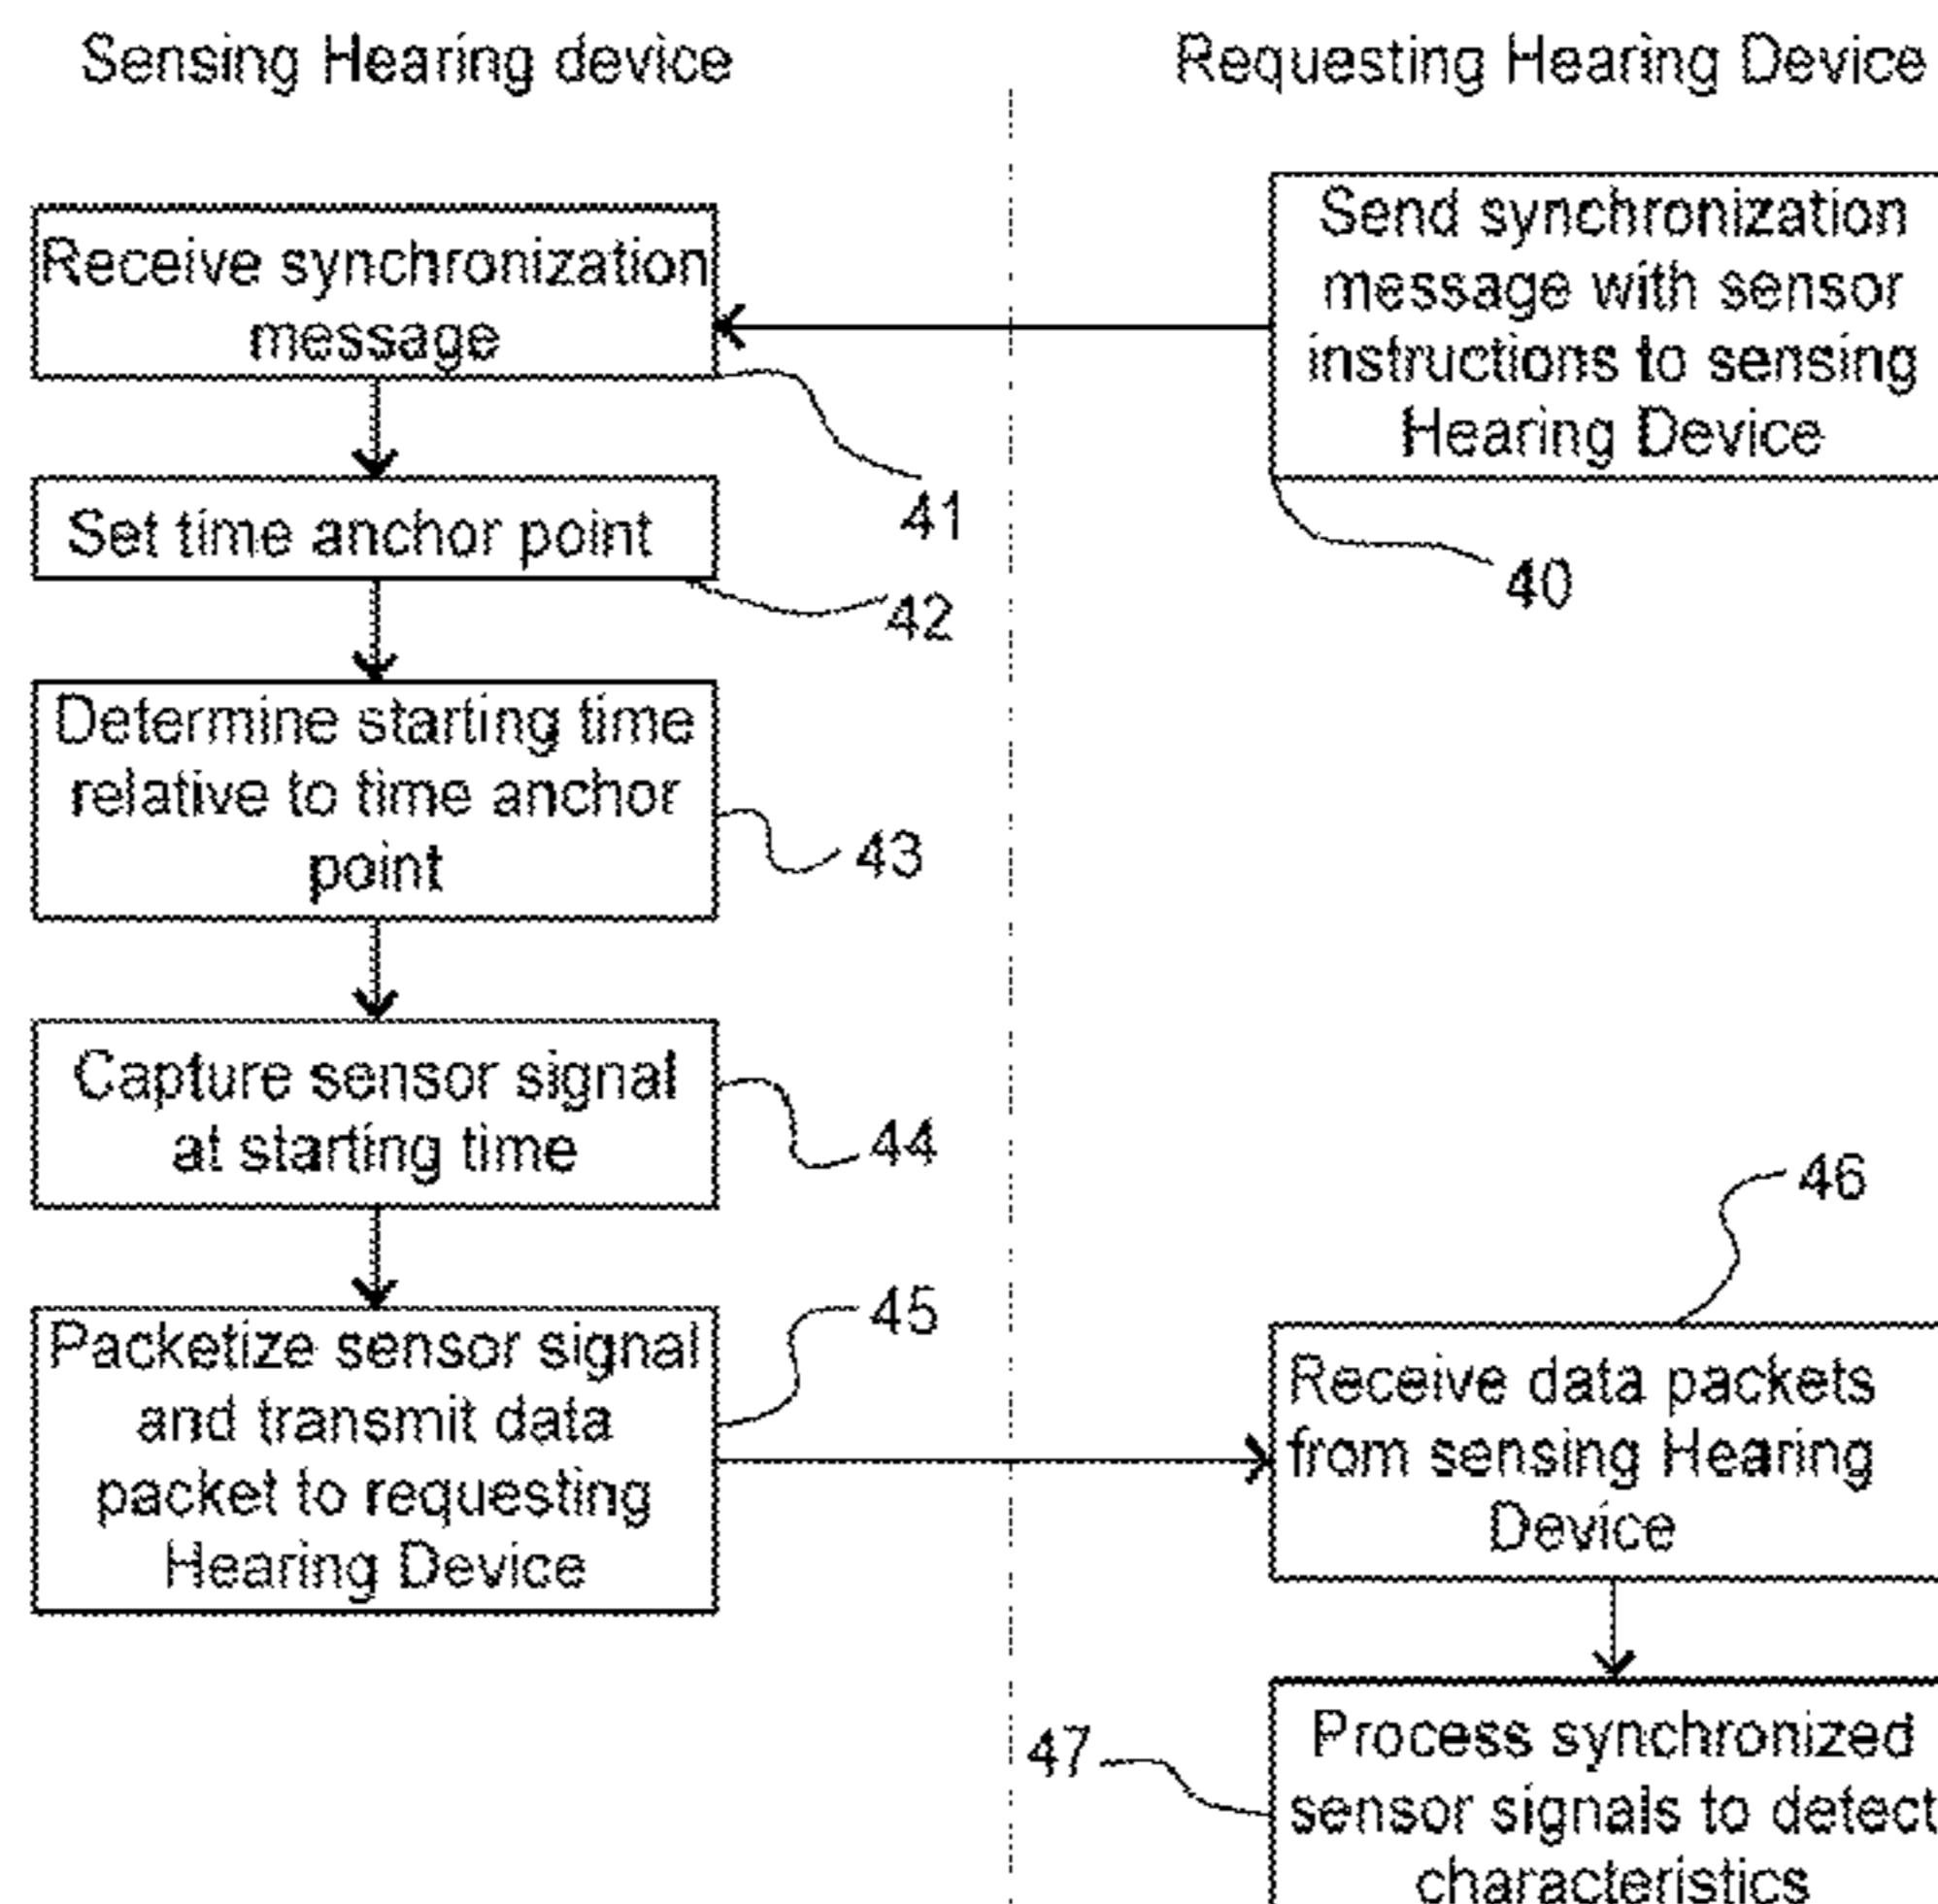 Sensing Hearing device
Requesting Hearing Device
Receive synchronization
message
41
Send synchronization
message with sensor
instructions to sensing
Hearing Device
40
Set time anchor point
42
Determine starting time
relative to time anchor
point
43
Capture sensor signal
at starting time
44
Packetize sensor signal
and transmit data
packet to requesting
Hearing Device
45
46
Receive data packets
from sensing Hearing
Device
47
Process synchronized
sensor signals to detect
characteristics